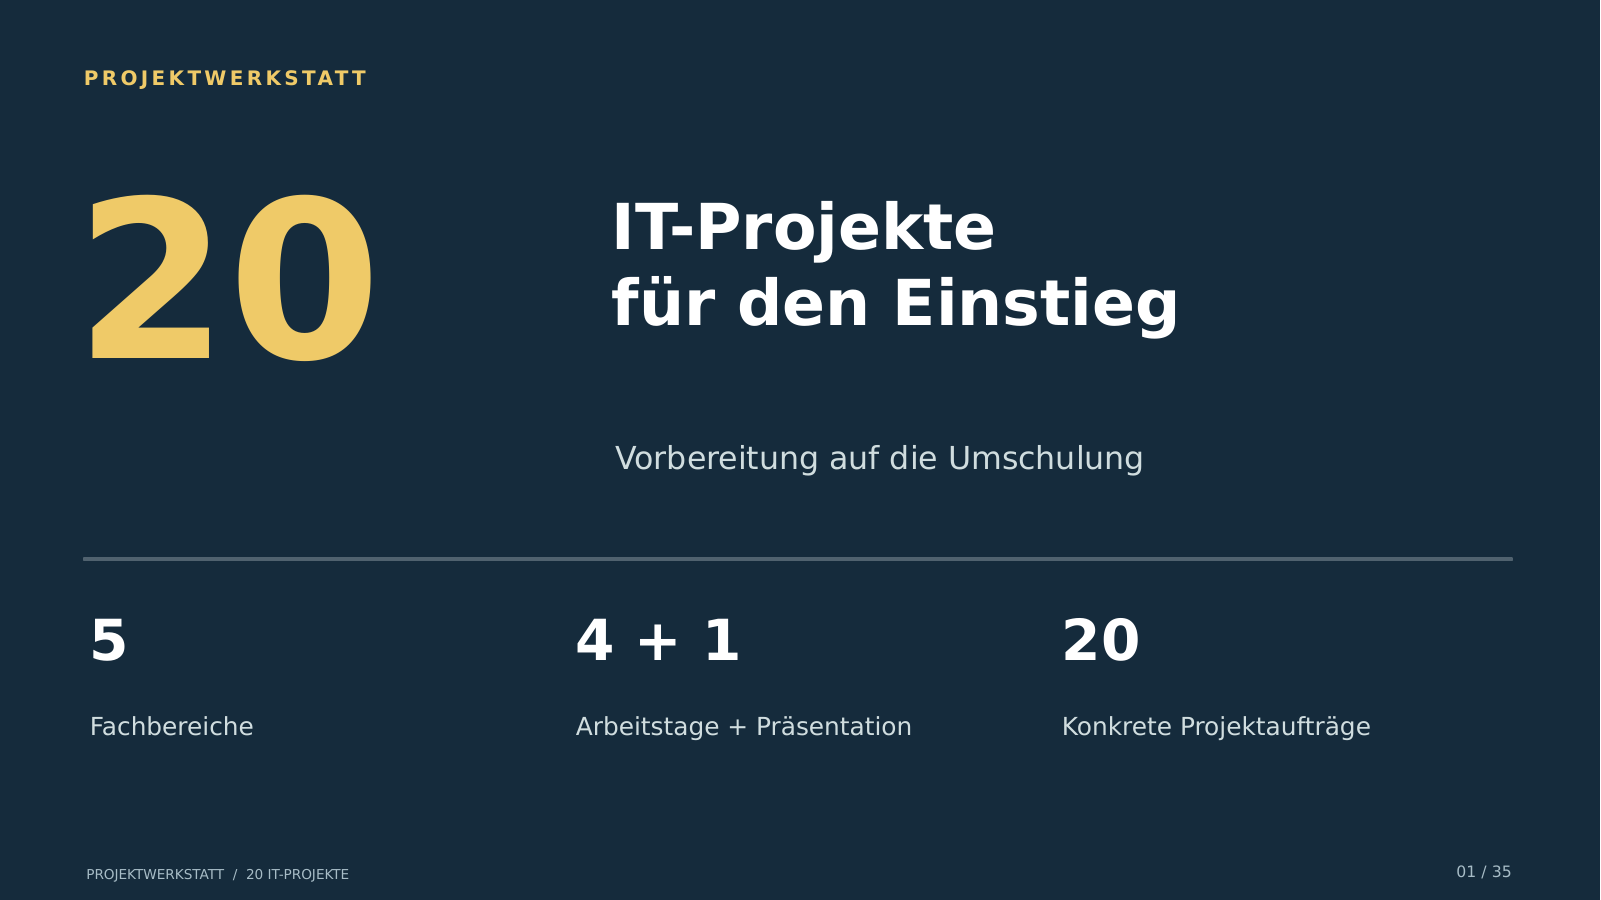 PROJEKTWERKSTATT
20
IT-Projekte
für den Einstieg
Vorbereitung auf die Umschulung
5
Fachbereiche
4 + 1
Arbeitstage + Präsentation
20
Konkrete Projektaufträge
PROJEKTWERKSTATT / 20 IT-PROJEKTE
01 / 35